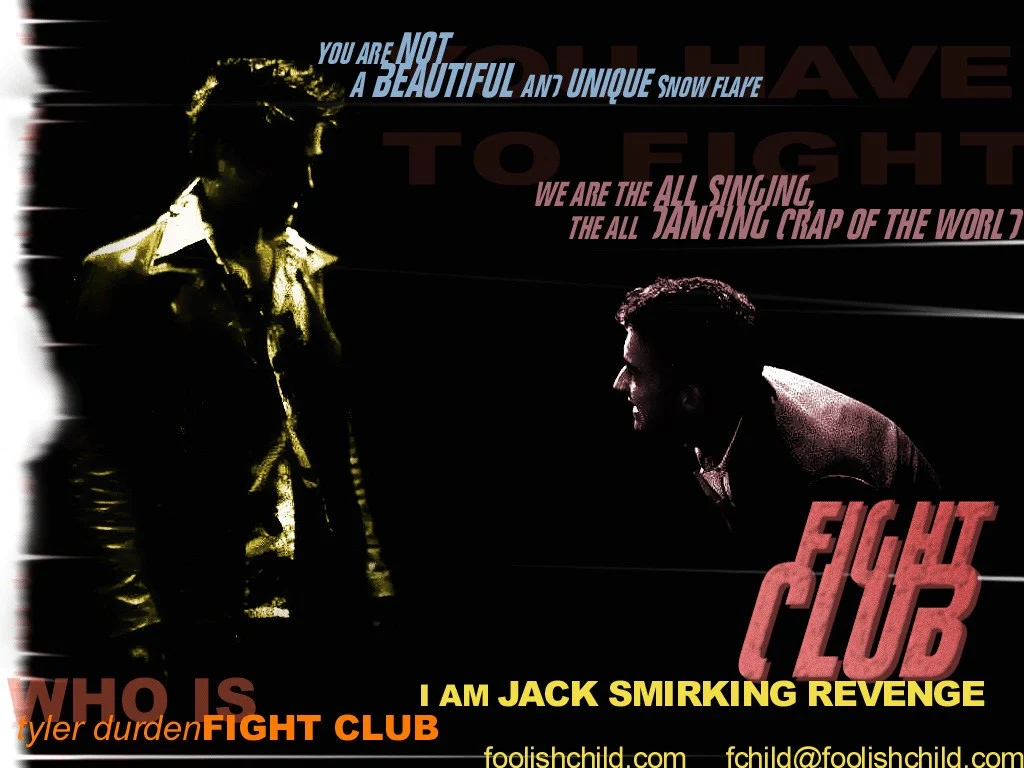 YOU ARE NOT
A BEAUTIFUL AND UNIQUE SNOW FLAKE
YOU HAVE
TO FIGHT
WE ARE THE ALL SINGING,
THE ALL DANCING CRAP OF THE WORLD
FIGHT
CLUB
WHO IS
tyler durdenFIGHT CLUB
I AM JACK SMIRKING REVENGE
foolishchild.com fchild@foolishchild.com